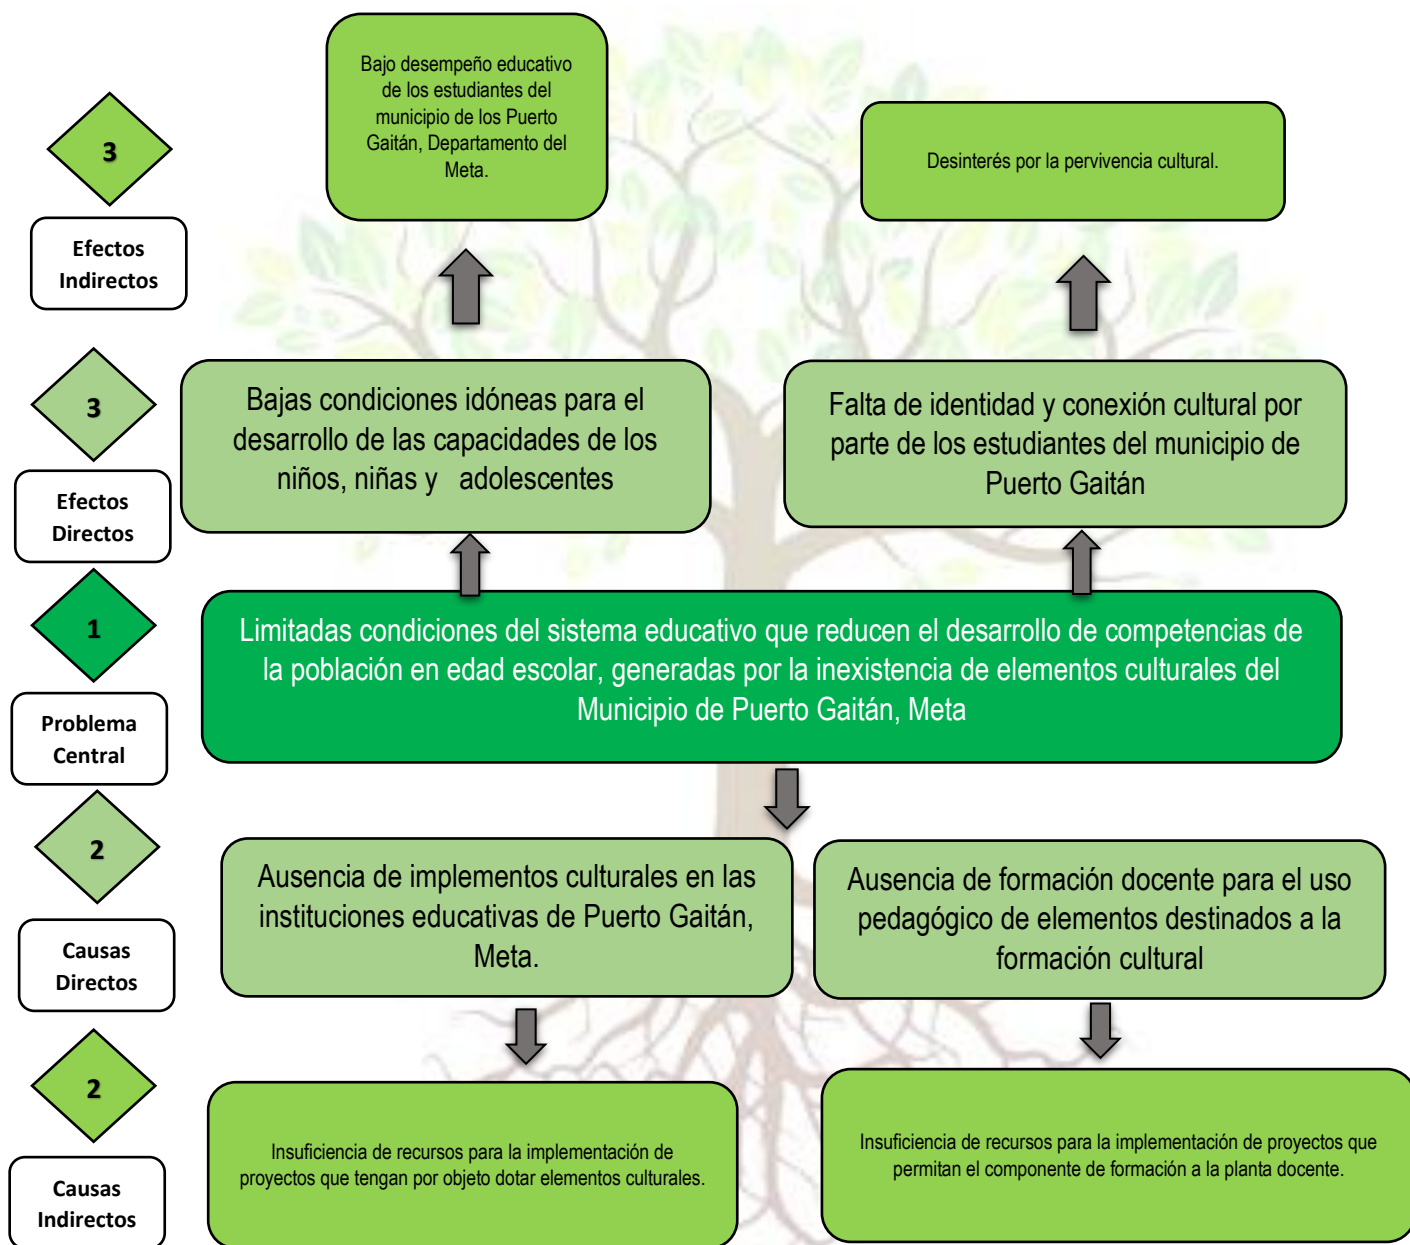 3
Efectos
Indirectos
Bajo desempeño educativo
de los estudiantes del
municipio de los Puerto
Gaitán, Departamento del
Meta.
Desinterés por la pervivencia cultural.
3
Efectos
Directos
Bajas condiciones idóneas para el
desarrollo de las capacidades de los
niños, niñas y adolescentes
Falta de identidad y conexión cultural por
parte de los estudiantes del municipio de
Puerto Gaitán
1
Problema
Central
Limitadas condiciones del sistema educativo que reducen el desarrollo de competencias de
la población en edad escolar, generadas por la inexistencia de elementos culturales del
Municipio de Puerto Gaitán, Meta
2
Causas
Directos
Ausencia de implementos culturales en las
instituciones educativas de Puerto Gaitán,
Meta.
Ausencia de formación docente para el uso
pedagógico de elementos destinados a la
formación cultural
2
Causas
Indirectos
Insuficiencia de recursos para la implementación de
proyectos que tengan por objeto dotar elementos culturales.
Insuficiencia de recursos para la implementación de proyectos que
permitan el componente de formación a la planta docente.